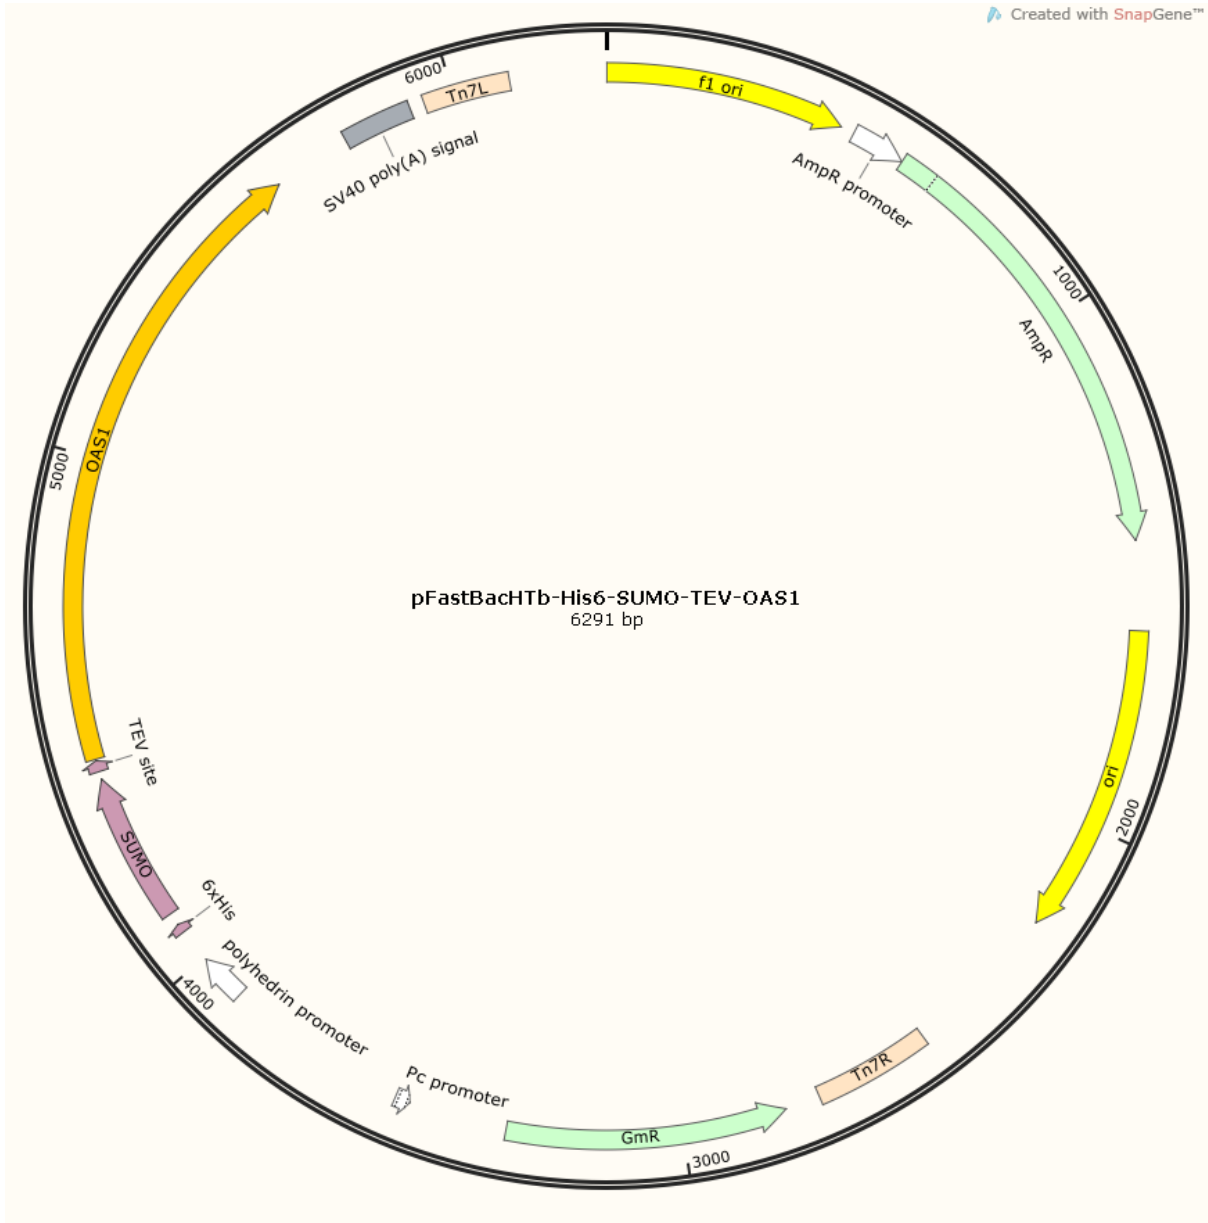 Created with SnapGene™
6000
Tn7L
f1 ori
SV40 poly(A) signal
AmpR promoter
1000
AmpR
OAS1
5000
pFastBacHTb-His6-SUMO-TEV-OAS1
6291 bp
TEV site
ori
2000
SUMO
6xHis
polyhedrin promoter
4000
Pc promoter
Tn7R
GmR
3000